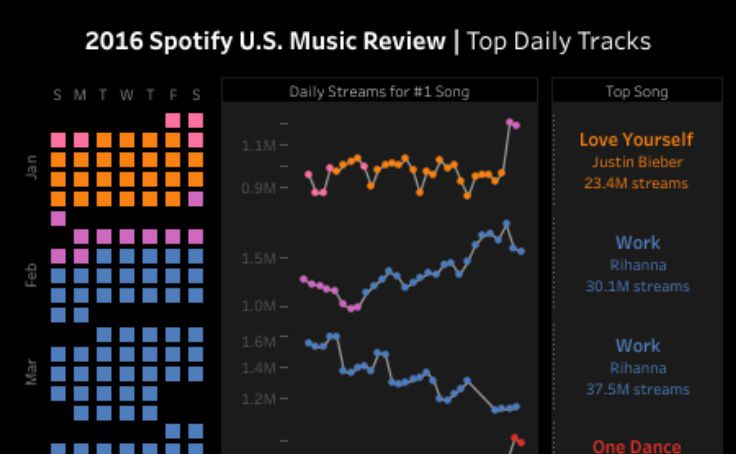 2016 Spotify U.S. Music Review | Top Daily Tracks
S M T W T F S
Daily Streams for #1 Song
Top Song
Jan
1.1M
0.9M
Love Yourself
Justin Bieber
23.4M streams
Feb
1.5M
1.0M
Work
Rihanna
30.1M streams
Mar
1.6M
1.4M
1.2M
Work
Rihanna
37.5M streams
One Dance